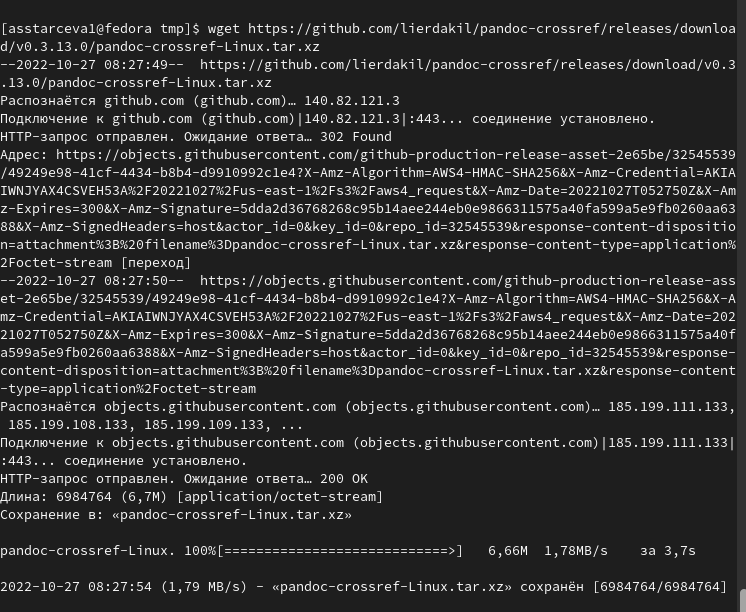 [asstarceva1@fedora tmp]$ wget https://github.com/lierdakil/pandoc-crossref/releases/downloa
d/v0.3.13.0/pandoc-crossref-Linux.tar.xz
--2022-10-27 08:27:49--  https://github.com/lierdakil/pandoc-crossref/releases/download/v0.3
.13.0/pandoc-crossref-Linux.tar.xz
Распознаётся github.com (github.com)… 140.82.121.3
Подключение к github.com (github.com)|140.82.121.3|:443... соединение установлено.
HTTP-запрос отправлен. Ожидание ответа… 302 Found
Адрес: https://objects.githubusercontent.com/github-production-release-asset-2e65be/32545539
/49249e98-41cf-4434-b8b4-d9910992c1e4?X-Amz-Algorithm=AWS4-HMAC-SHA256&X-Amz-Credential=AKIA
IWNJYAX4CSVEH53A%2F20221027%2Fus-east-1%2Fs3%2Faws4_request&X-Amz-Date=20221027T052750Z&X-Am
z-Expires=300&X-Amz-Signature=5dda2d36768268c95b14aee244eb0e9866311575a40fa599a5e9fb0260aa63
88&X-Amz-SignedHeaders=host&actor_id=0&key_id=0&repo_id=32545539&response-content-dispositio
n=attachment%3B%20filename%3Dpandoc-crossref-Linux.tar.xz&response-content-type=application%
2Foctet-stream [переход]
--2022-10-27 08:27:50--  https://objects.githubusercontent.com/github-production-release-ass
et-2e65be/32545539/49249e98-41cf-4434-b8b4-d9910992c1e4?X-Amz-Algorithm=AWS4-HMAC-SHA256&X-A
mz-Credential=AKIAIWNJYAX4CSVEH53A%2F20221027%2Fus-east-1%2Fs3%2Faws4_request&X-Amz-Date=202
21027T052750Z&X-Amz-Expires=300&X-Amz-Signature=5dda2d36768268c95b14aee244eb0e9866311575a40f
a599a5e9fb0260aa6388&X-Amz-SignedHeaders=host&actor_id=0&key_id=0&repo_id=32545539&response-
content-disposition=attachment%3B%20filename%3Dpandoc-crossref-Linux.tar.xz&response-content
-type=application%2Foctet-stream
Распознаётся objects.githubusercontent.com (objects.githubusercontent.com)… 185.199.111.133,
 185.199.108.133, 185.199.109.133, ...
Подключение к objects.githubusercontent.com (objects.githubusercontent.com)|185.199.111.133|
:443... соединение установлено.
HTTP-запрос отправлен. Ожидание ответа… 200 OK
Длина: 6984764 (6,7M) [application/octet-stream]
Сохранение в: «pandoc-crossref-Linux.tar.xz»
pandoc-crossref-Linux. 100%[============================>]   6,66M  1,78MB/s    за 3,7s
2022-10-27 08:27:54 (1,79 MB/s) - «pandoc-crossref-Linux.tar.xz» сохранён [6984764/6984764]